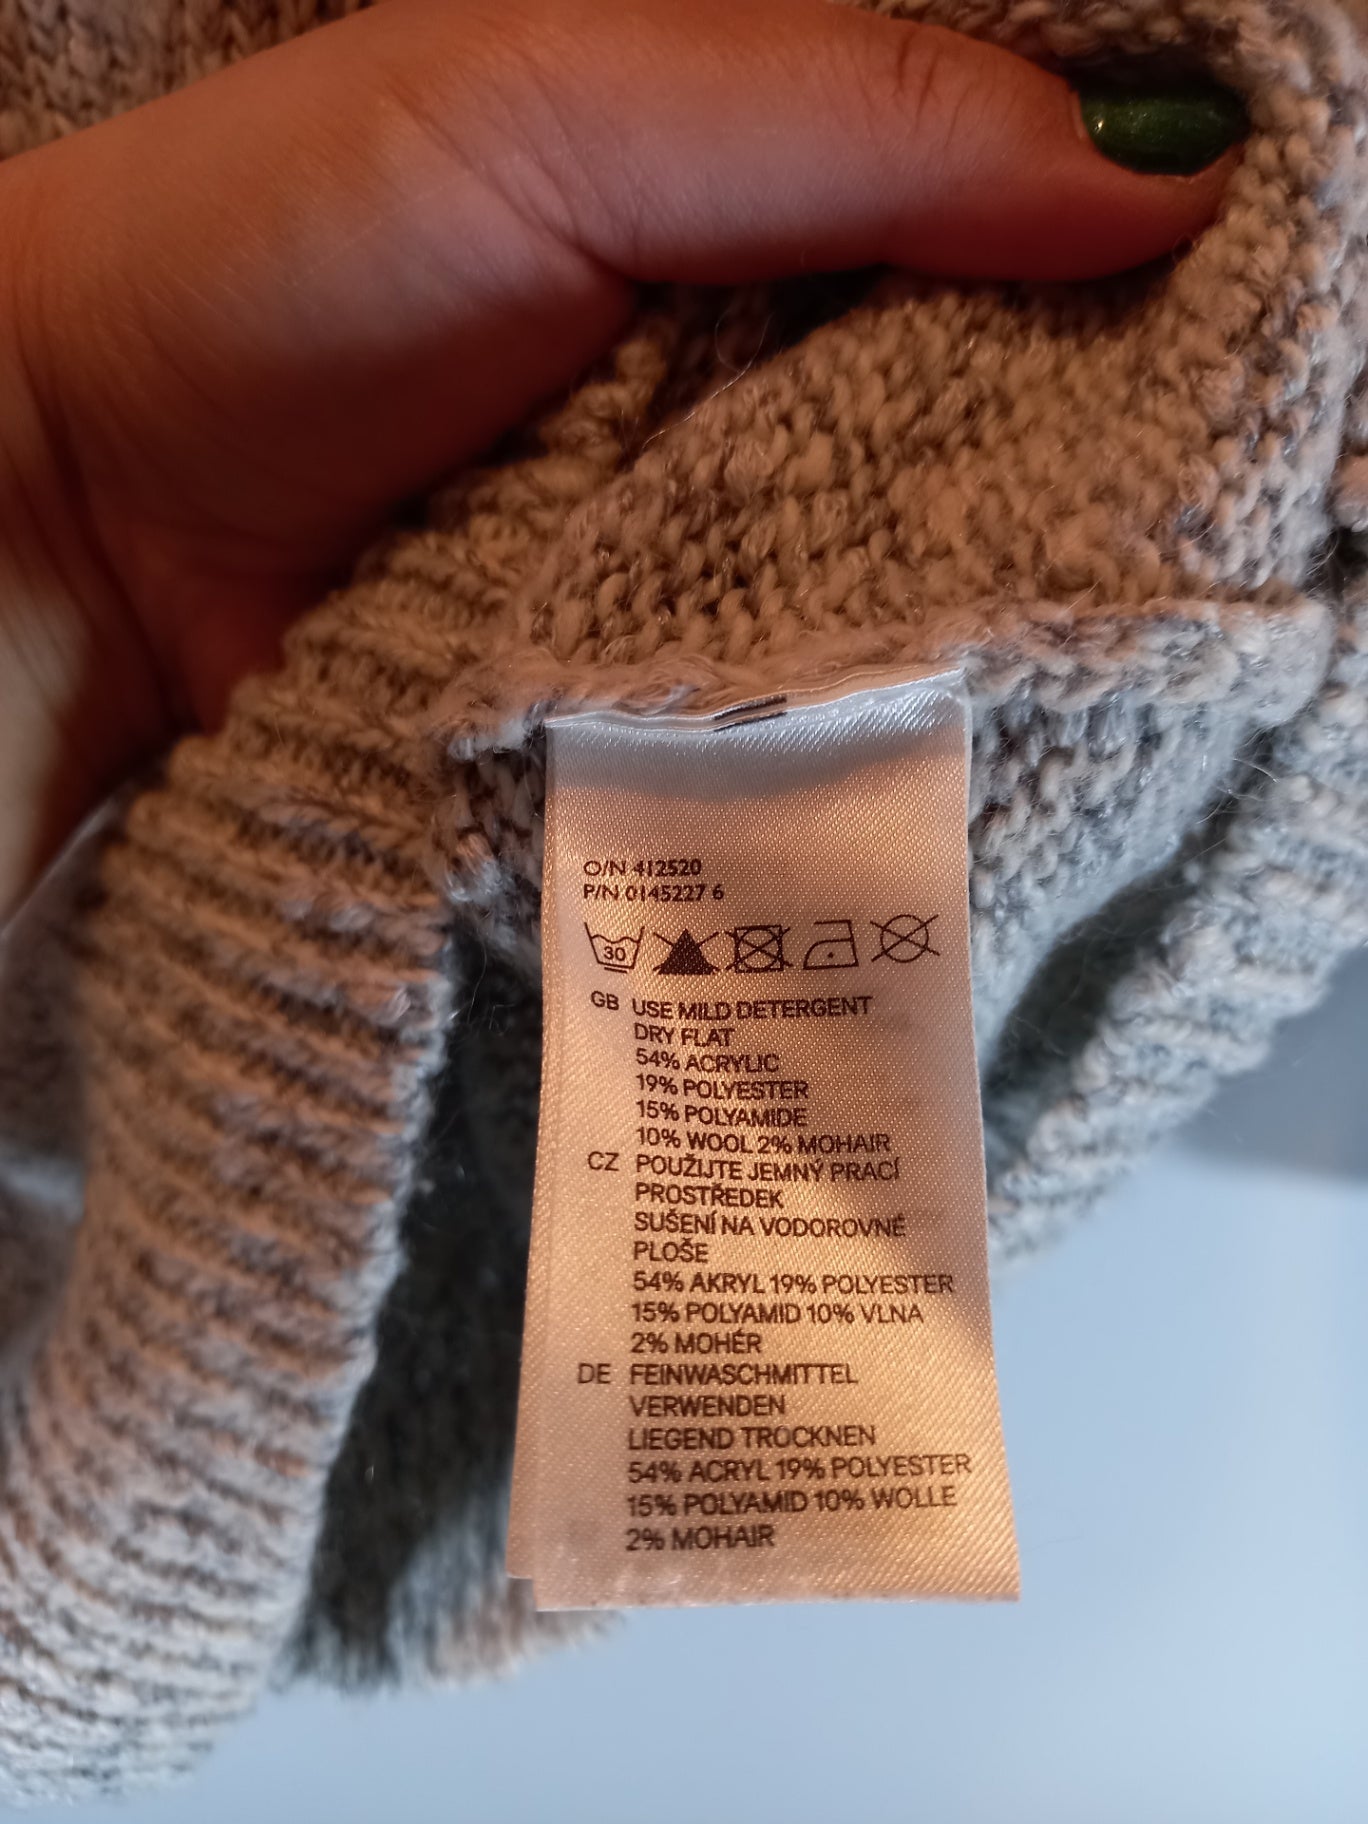 O/N 412520
P/N 0145227 6
30
GB USE MILD DETERGENT
DRY FLAT
54% ACRYLIC
19% POLYESTER
15% POLYAMIDE
10% WOOL 2% MOHAIR
CZ POUŽIJTE JEMNÝ PRACÍ
PROSTŘEDEK
SUŠENÍ NA VODOROVNÉ
PLOŠE
54% AKRYL 19% POLYESTER
15% POLYAMID 10% VLNA
2% MOHÉR
DE FEINWASCHMITTEL
VERWENDEN
LIEGEND TROCKNEN
54% ACRYL 19% POLYESTER
15% POLYAMID 10% WOLLE
2% MOHAIR